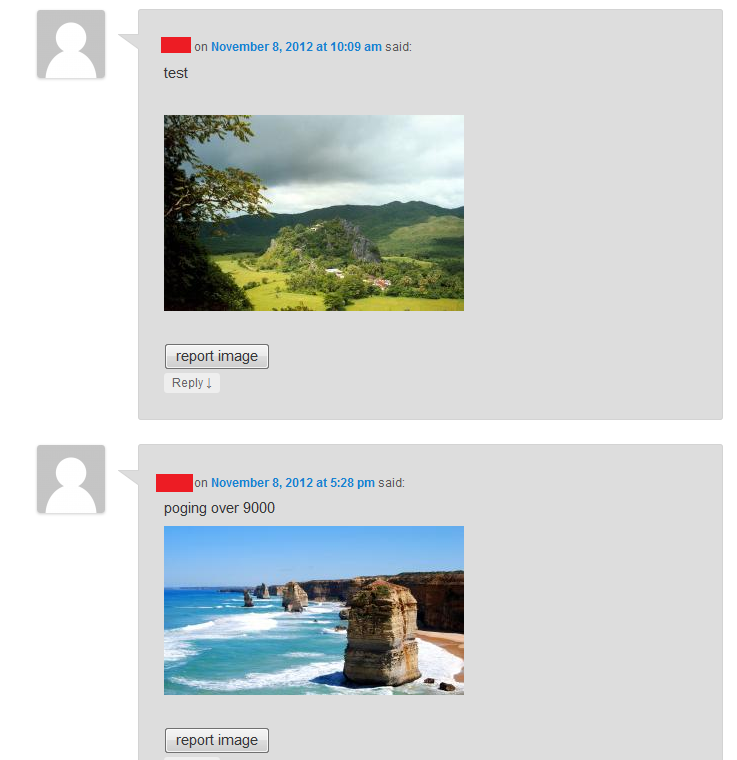 on November 8, 2012 at 10:09 am said:
test
report image
Reply ↓
on November 8, 2012 at 5:28 pm said:
poging over 9000
report image